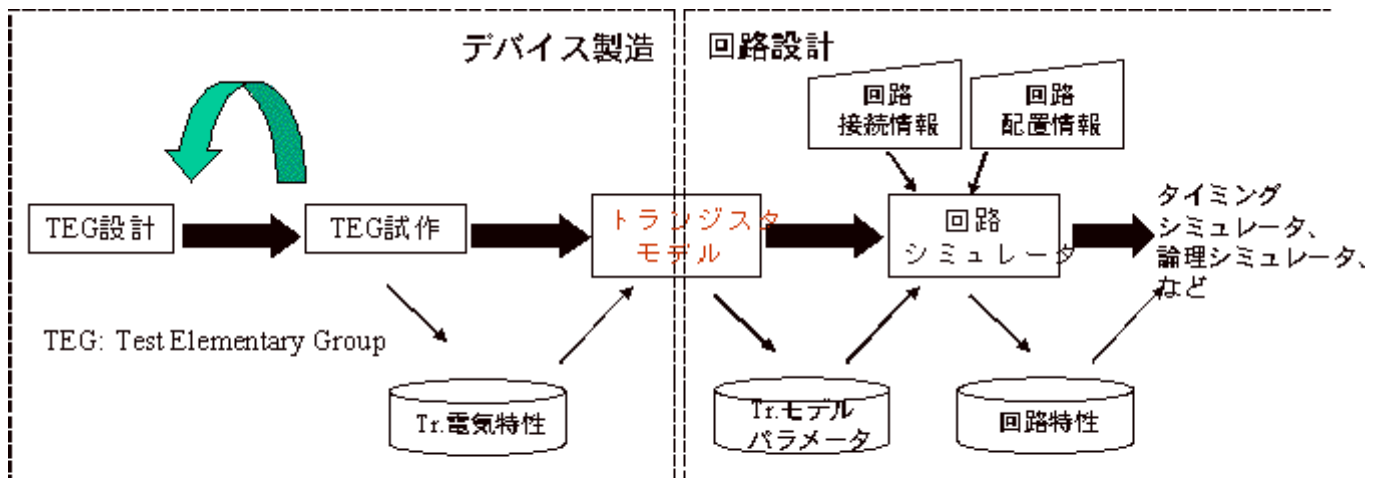 デバイス製造
回路設計
回路
接続情報
回路
配置情報
TEG設計
TEG試作
トランジスタ
モデル
回路
シミュレータ
タイミング
シミュレータ、
論理シミュレータ、
など
TEG: Test Elementary Group
Tr.電気特性
Tr.モデル
パラメータ
回路特性